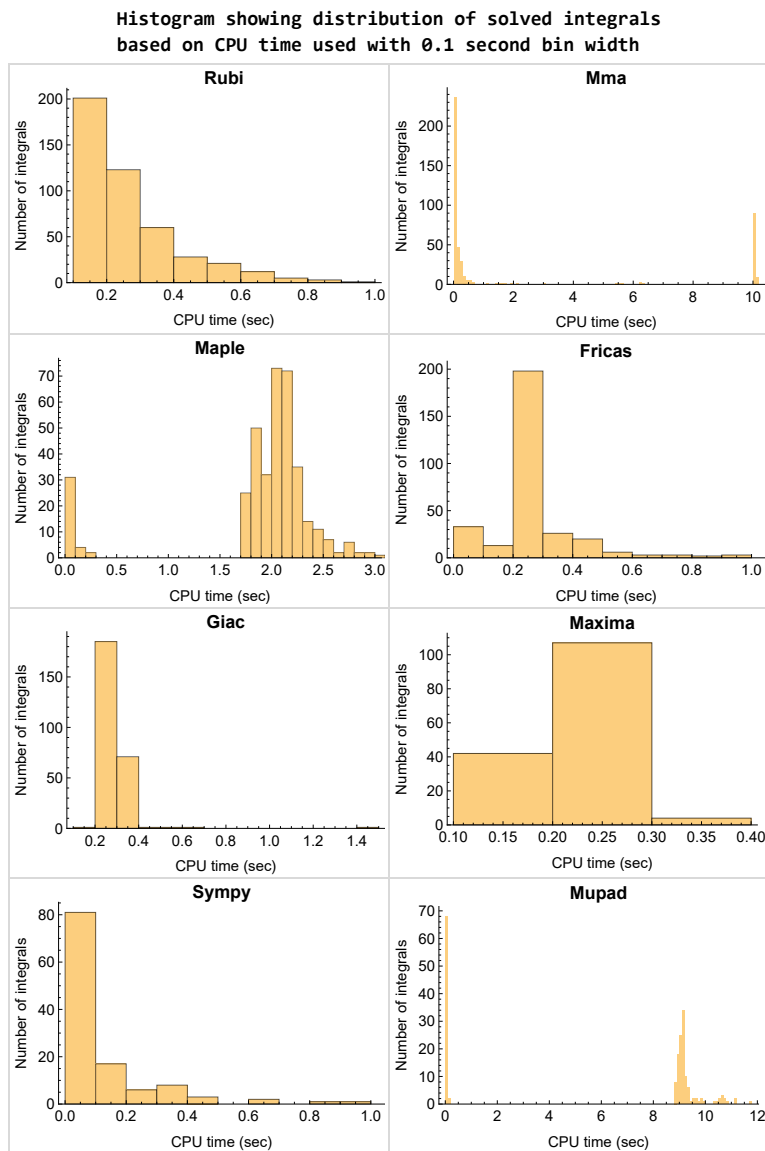 Histogram showing distribution of solved integrals
based on CPU time used with 0.1 second bin width
Rubi
Number of integrals
200
150
100
50
0
0.2 0.4 0.6 0.8 1.0
CPU time (sec)
Mma
Number of integrals
200
150
100
50
0
0 2 4 6 8 10
CPU time (sec)
Maple
Number of integrals
70
60
50
40
30
20
10
0
0.0 0.5 1.0 1.5 2.0 2.5 3.0
CPU time (sec)
Fricas
Number of integrals
200
150
100
50
0
0.0 0.2 0.4 0.6 0.8 1.0
CPU time (sec)
Giac
Number of integrals
150
100
50
0
0.2 0.4 0.6 0.8 1.0 1.2 1.4
CPU time (sec)
Maxima
Number of integrals
100
80
60
40
20
0
0.10 0.15 0.20 0.25 0.30 0.35 0.40
CPU time (sec)
Sympy
Number of integrals
80
60
40
20
0
0.0 0.2 0.4 0.6 0.8 1.0
CPU time (sec)
Mupad
Number of integrals
70
60
50
40
30
20
10
0
0 2 4 6 8 10 12
CPU time (sec)